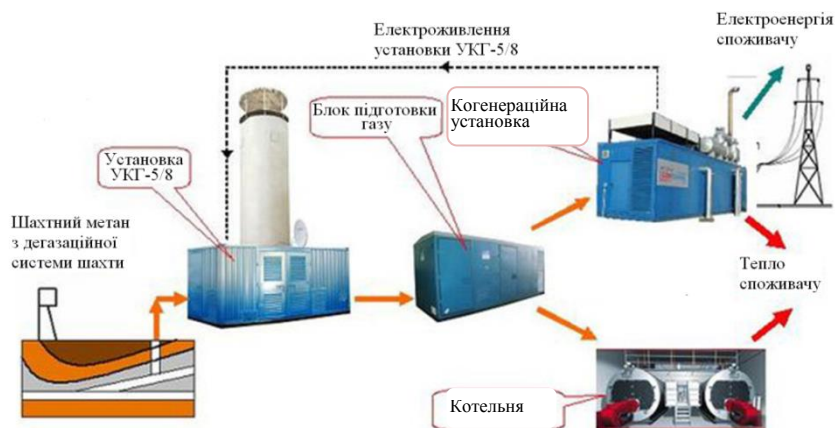 Електроживлення
установки УКГ-5/8
Електроенергія
споживачу
Блок підготовки
газу
Когенераційна
установка
Установка
УКГ-5/8
Шахтний метан
з дегазаційної
системи шахти
Тепло
споживачу
Котельня